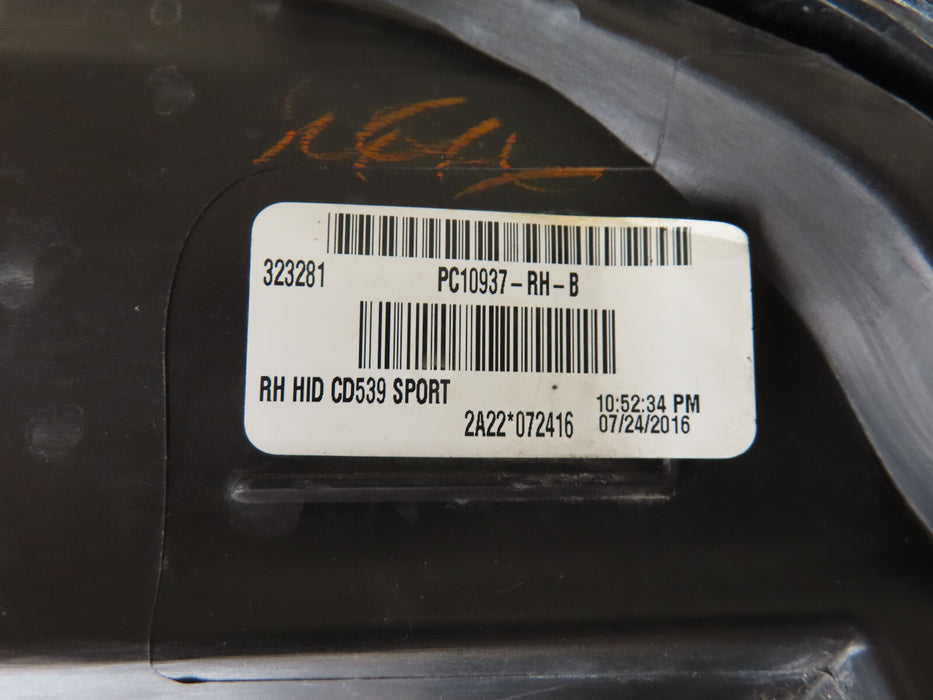 323281 PC10937-RH-B
RH HID CD539 SPORT
2A22*072416 10:52:34 PM
07/24/2016